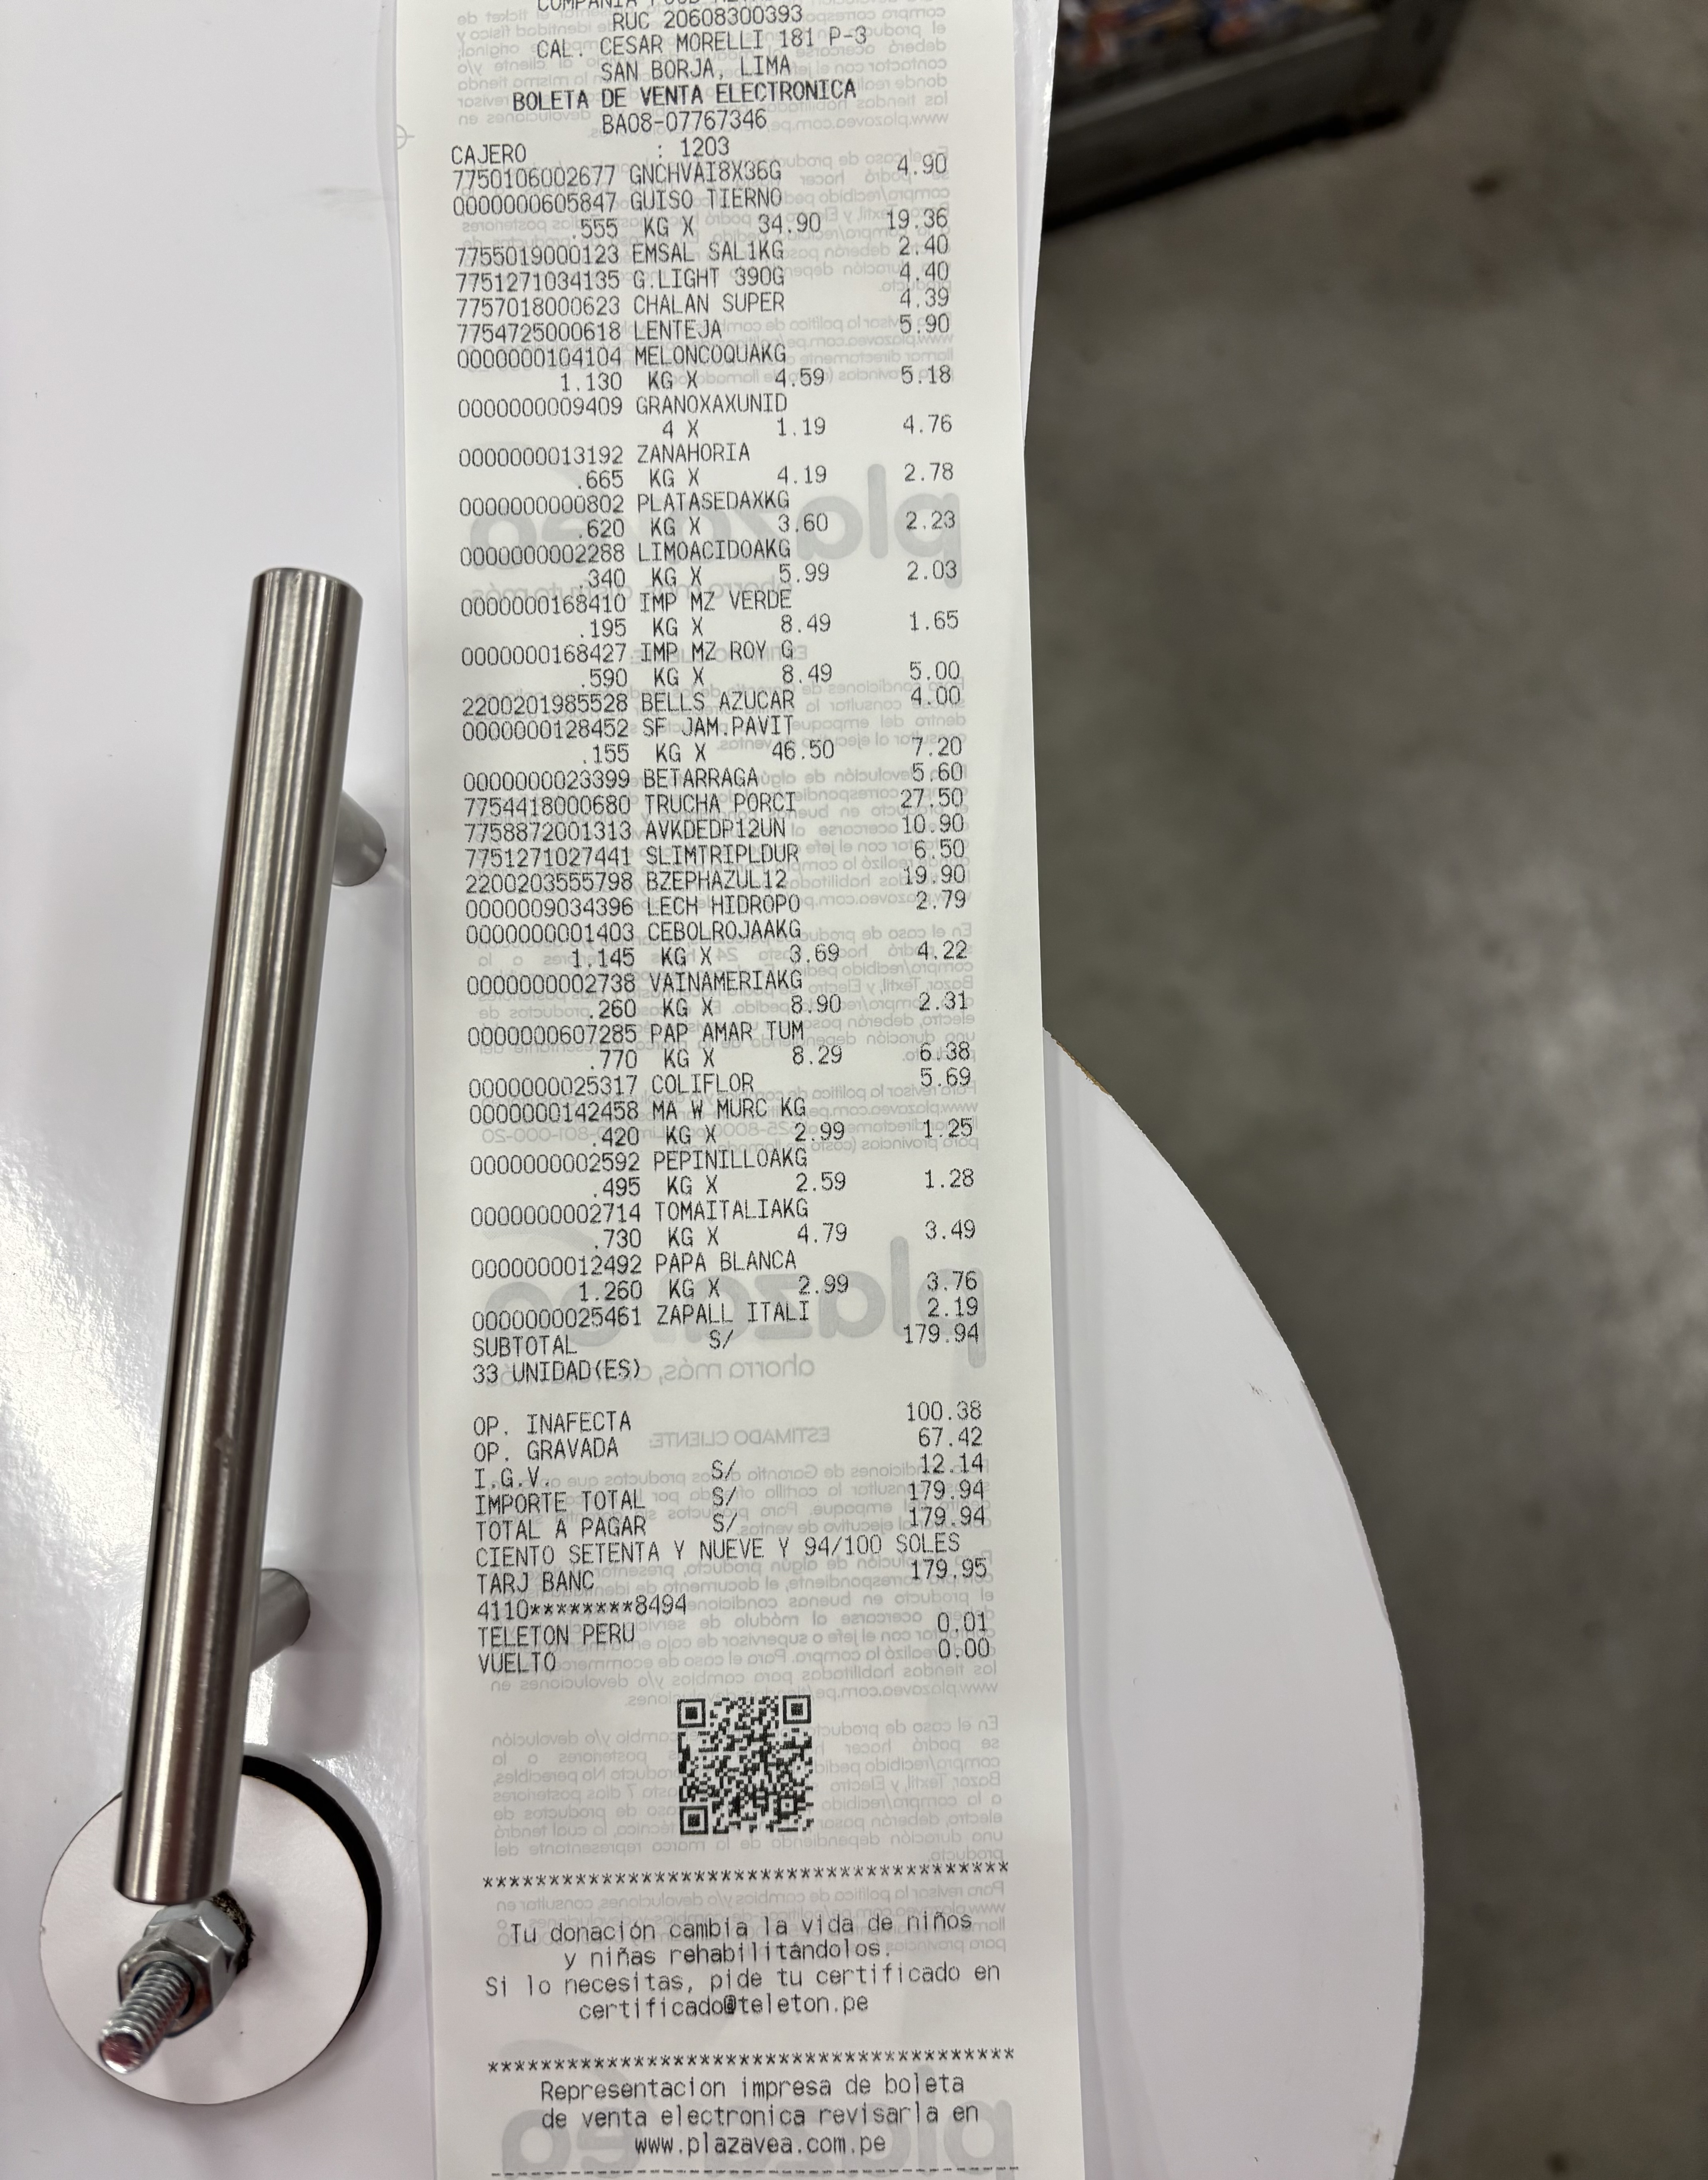 RUC 20608300393
CAL. CESAR MORELLI 181 P-3
SAN BORJA, LIMA
BOLETA DE VENTA ELECTRONICA
BA08-07767346
CAJERO : 1203
7750106002677 GNCHVAI8X36G 4.90
0000000605847 GUISO TIERNO
.555 KG X 34.90 19.36
7755019000123 EMSAL SAL1KG 2.40
7751271034135 G.LIGHT 390G 4.40
7757018000623 CHALAN SUPER 4.39
7754725000618 LENTEJA 5.90
0000000104104 MELONCOQUAKG
1.130 KG X 4.59 5.18
0000000009409 GRANOXAXUNID
4 X 1.19 4.76
0000000013192 ZANAHORIA
.665 KG X 4.19 2.78
0000000000802 PLATASEDAXKG
.620 KG X 3.60 2.23
0000000002288 LIMOACIDOAKG
.340 KG X 5.99 2.03
0000000168410 IMP MZ VERDE
.195 KG X 8.49 1.65
0000000168427 IMP MZ ROY G
.590 KG X 8.49 5.00
2200201985528 BELLS AZUCAR 4.00
0000000128452 SF JAM.PAVIT
.155 KG X 46.50 7.20
0000000023399 BETARRAGA 5.60
7754418000680 TRUCHA PORCI 27.50
7758872001313 AVKDEDP12UN 10.90
7751271027441 SLIMTRIPLDUR 6.50
2200203555798 BZEPHAZUL12 19.90
0000009034396 LECH HIDROPO 2.79
0000000001403 CEBOLROJAAKG
1.145 KG X 3.69 4.22
0000000002738 VAINAMERIAKG
.260 KG X 8.90 2.31
0000000607285 PAP AMAR TUM
.770 KG X 8.29 6.38
0000000025317 COLIFLOR 5.69
0000000142458 MA W MURC KG
.420 KG X 2.99 1.25
0000000002592 PEPINILLOAKG
.495 KG X 2.59 1.28
0000000002714 TOMAITALIAKG
.730 KG X 4.79 3.49
0000000012492 PAPA BLANCA
1.260 KG X 2.99 3.76
0000000025461 ZAPALL ITALI 2.19
SUBTOTAL S/ 179.94
33 UNIDAD(ES)
OP. INAFECTA 100.38
OP. GRAVADA 67.42
I.G.V. S/ 12.14
IMPORTE TOTAL S/ 179.94
TOTAL A PAGAR S/ 179.94
CIENTO SETENTA Y NUEVE Y 94/100 SOLES
TARJ BANC 179.95
4110********8494
TELETON PERU 0.01
VUELTO 0.00
***************************************
Tu donación cambia la vida de niños
y niñas rehabilitándolos.
Si lo necesitas, pide tu certificado en
certificado@teleton.pe
***************************************
Representacion impresa de boleta
de venta electronica revisarla en
www.plazavea.com.pe